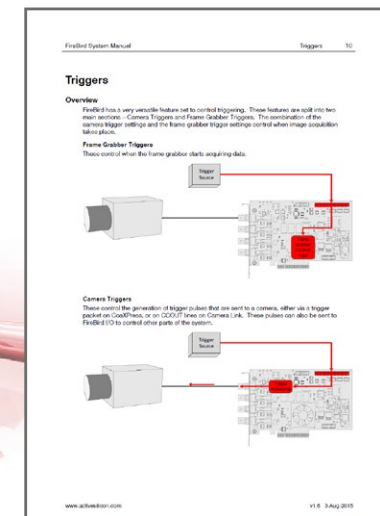 FireBird System Manual Triggers 10
Triggers
Overview
FireBird has a very versatile feature set to control triggering. These features are split into two
main sections – Camera Triggers and Frame Grabber Triggers. The combination of the
camera trigger settings and the frame grabber trigger settings control when image acquisition
takes place.
Frame Grabber Triggers
These control when the frame grabber starts acquiring data.
Trigger
Source
Camera Triggers
These control the generation of trigger pulses that are sent to a camera, either via a trigger
packet on CoaXPress, or on CCOUT lines on Camera Link. These pulses can also be sent to
FireBird I/O to control other parts of the system.
Trigger
Source
www.activesilicon.com v1.6 3-Aug-2015